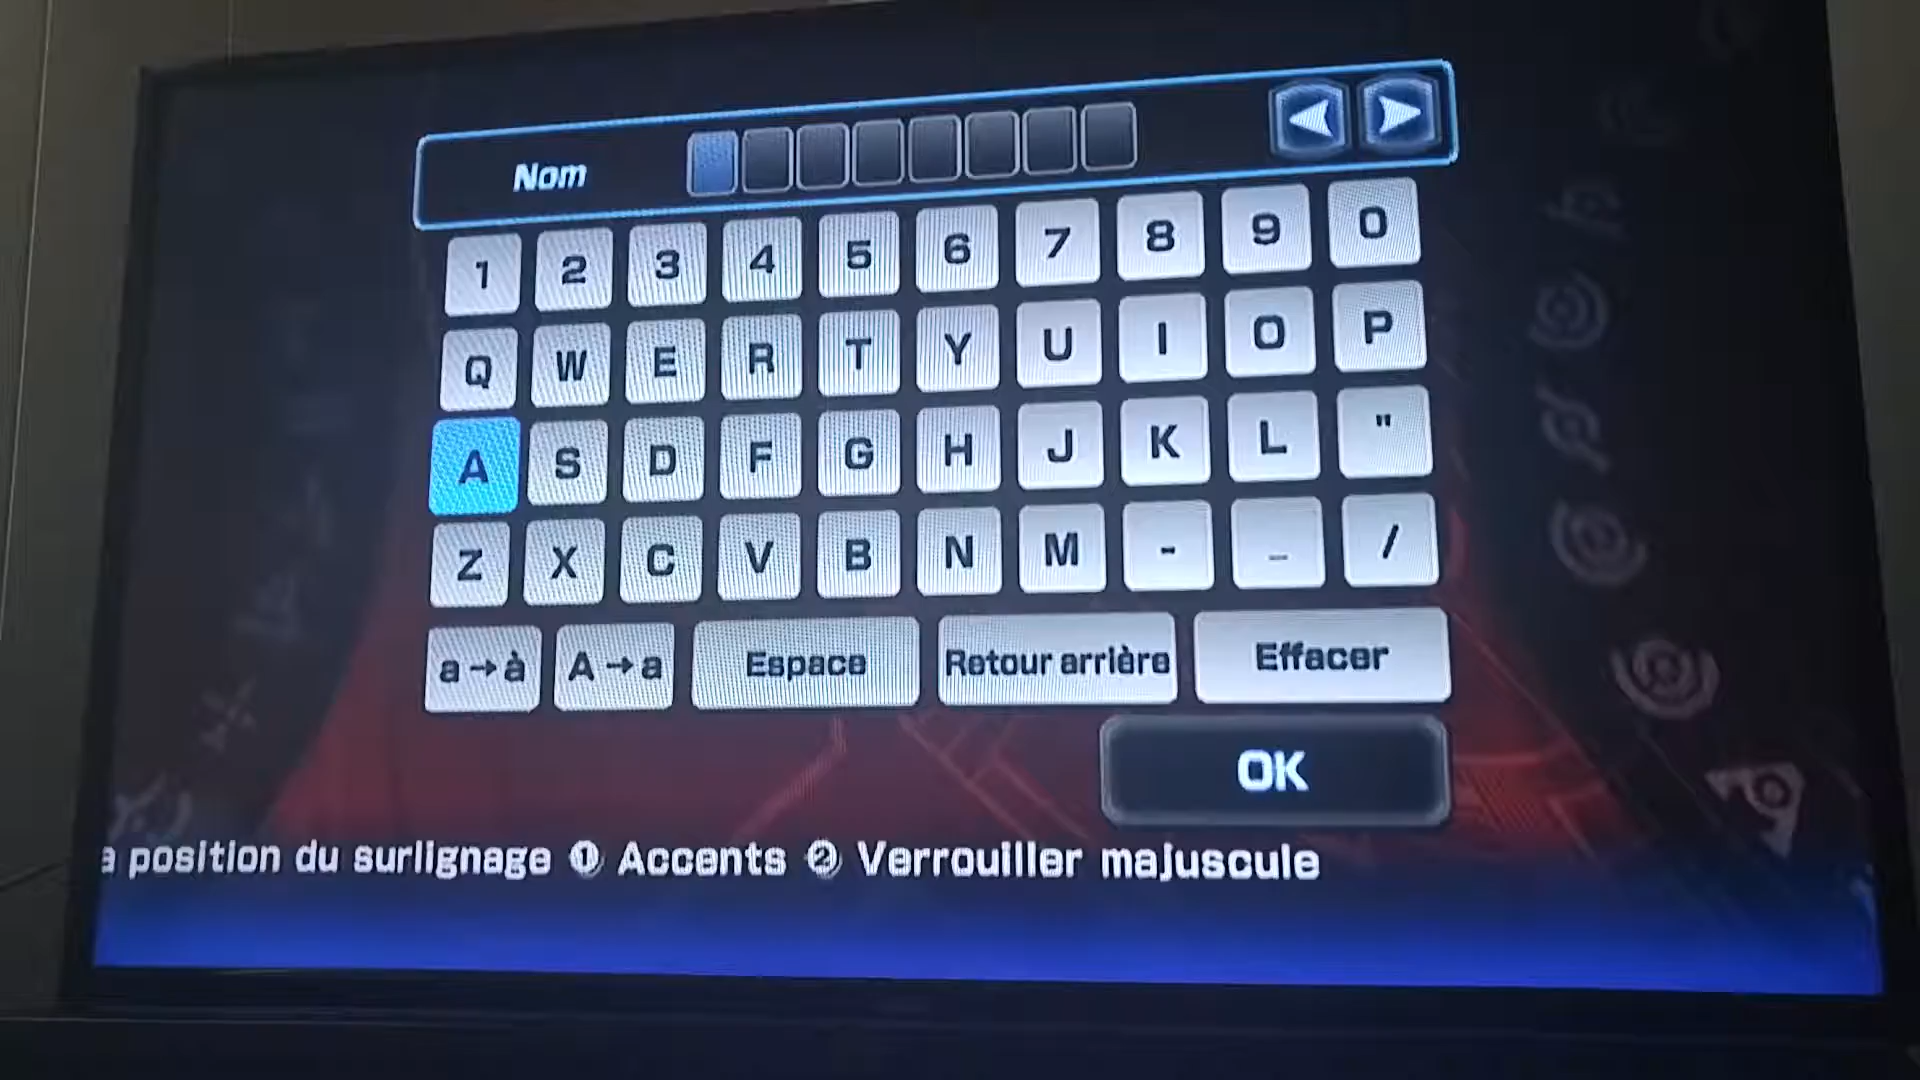 Nom
1 2 3 4 5 6 7 8 9 0
Q W E R T Y U I O P
A S D F G H J K L "
Z X C V B N M - _ /
a→à A→a Espace Retour arrière Effacer
OK
a position du surlignage ① Accents ② Verrouiller majuscule